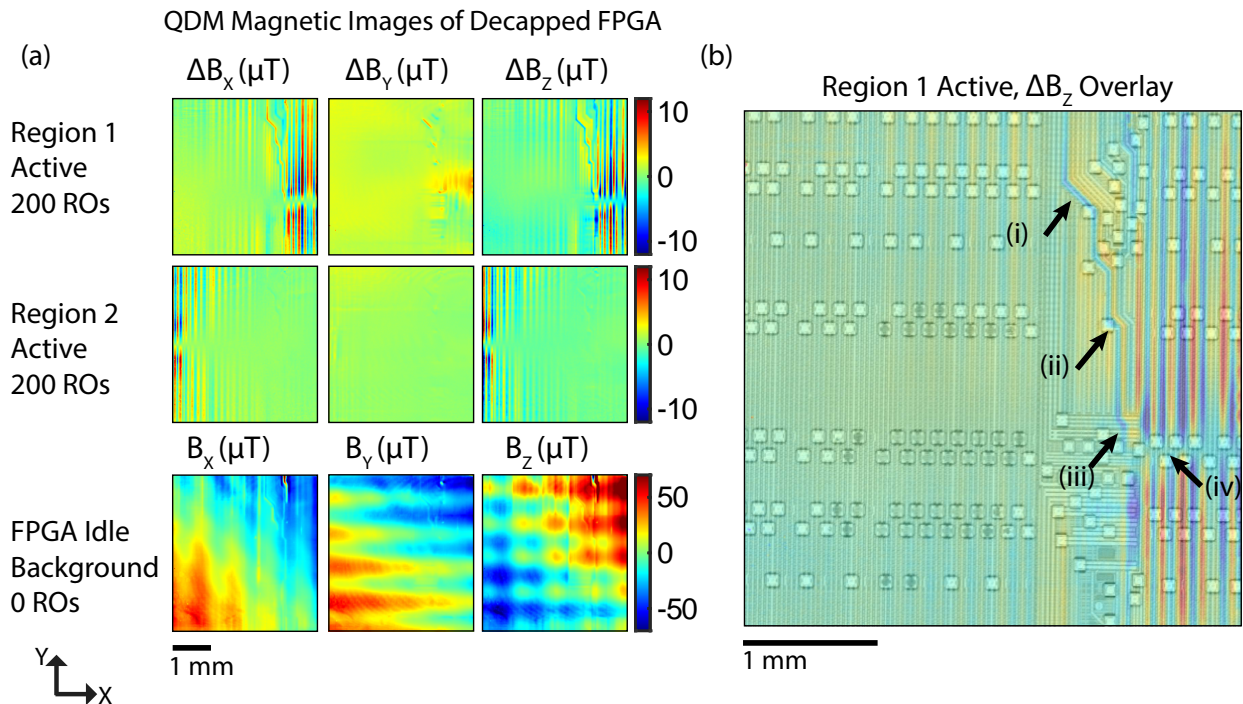 QDM Magnetic Images of Decapped FPGA
(a)
ΔB_X (μT) ΔB_Y (μT) ΔB_Z (μT)
Region 1
Active
200 ROs
10
0
-10
Region 2
Active
200 ROs
10
0
-10
B_X (μT) B_Y (μT) B_Z (μT)
FPGA Idle
Background
0 ROs
50
0
-50
1 mm
Y
X
(b)
Region 1 Active, ΔB_Z Overlay
(i)
(ii)
(iii)
(iv)
1 mm